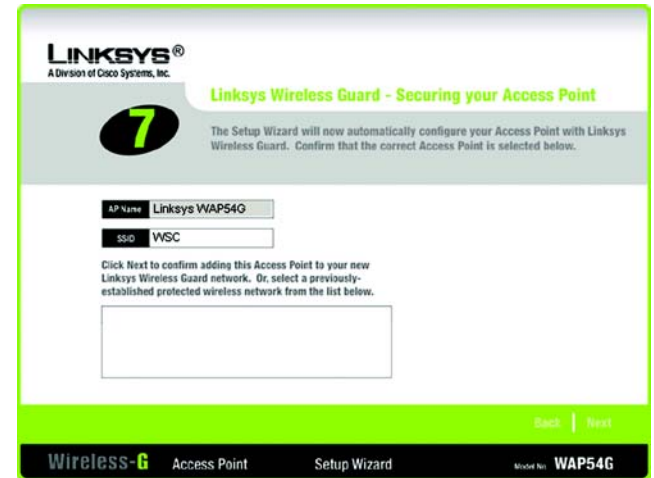 LINKSYS®
A Division of Cisco Systems, Inc.
Linksys Wireless Guard - Securing your Access Point
7
The Setup Wizard will now automatically configure your Access Point with Linksys
Wireless Guard. Confirm that the correct Access Point is selected below.
AP Name Linksys WAP54G
SSID WSC
Click Next to confirm adding this Access Point to your new
Linksys Wireless Guard network. Or, select a previously-
established protected wireless network from the list below.
Back | Next
Wireless-G Access Point Setup Wizard Model No. WAP54G